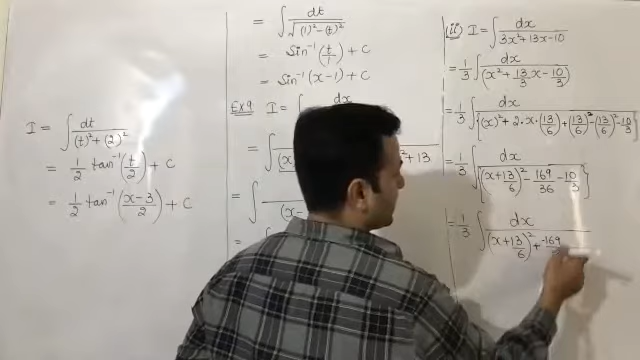 I = ∫ dt / (t)² + (2)²
= 1/2 tan⁻¹(t/2) + C
= 1/2 tan⁻¹((x-3)/2) + C
= ∫ dt / √((1)² - (t)²)
= Sin⁻¹(t/1) + C
= Sin⁻¹(x-1) + C
Ex 9 I = ∫ dx
= ∫ +13
= ∫ (x-
=
(ii) I = ∫ dx / 3x²+13x-10
= 1/3 ∫ dx / (x² + 13/3 x - 10/3)
= 1/3 ∫ dx / {(x)² + 2·x·(13/6) + (13/6)² - (13/6)² - 10/3}
= 1/3 ∫ dx / {(x+13/6)² - 169/36 - 10/3}
= 1/3 ∫ dx / (x+13/6)² + -169